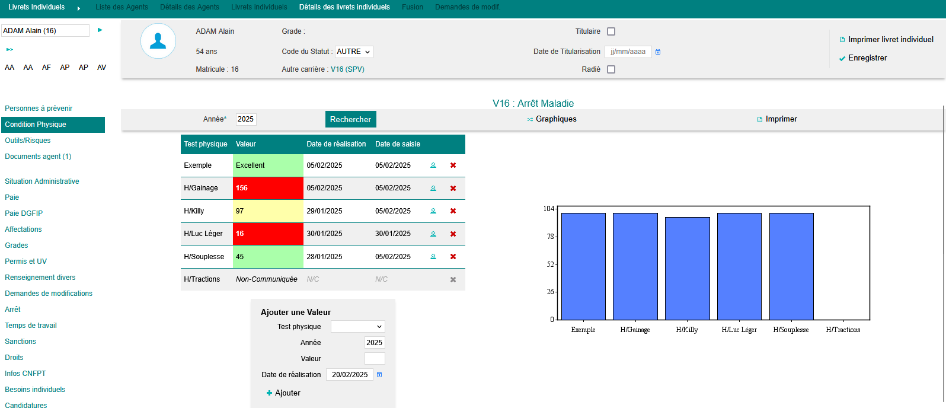 Livrets Individuels
Liste des Agents
Détails des Agents
Livrets individuels
Détails des livrets individuels
Fusion
Demandes de modif.
ADAM Alain (16)
AA AA AF AP AP AV
ADAM Alain
54 ans
Matricule : 16
Grade :
Code du Statut : AUTRE
Autre carrière : V16 (SPV)
Titulaire
Date de Titularisation jj/mm/aaaa
Radié
Imprimer livret individuel
Enregistrer
Personnes à prévenir
Condition Physique
Outils/Risques
Documents agent (1)
Situation Administrative
Paie
Paie DGFIP
Affectations
Grades
Permis et UV
Renseignement divers
Demandes de modifications
Arrêt
Temps de travail
Sanctions
Droits
Infos CNFPT
Besoins individuels
Candidatures
V16 : Arrêt Maladie
Année* 2025
Rechercher
Graphiques
Imprimer
Test physique Valeur Date de réalisation Date de saisie
Exemple Excellent 05/02/2025 05/02/2025
H/Gainage 156 05/02/2025 05/02/2025
H/Killy 97 29/01/2025 05/02/2025
H/Luc Léger 16 30/01/2025 30/01/2025
H/Souplesse 45 28/01/2025 05/02/2025
H/Tractions Non-Communiquée N/C N/C
Ajouter une Valeur
Test physique
Année 2025
Valeur
Date de réalisation 20/02/2025
Ajouter
104
78
52
26
0
Exemple H/Gainage H/Killy H/Luc Léger H/Souplesse H/Tractions